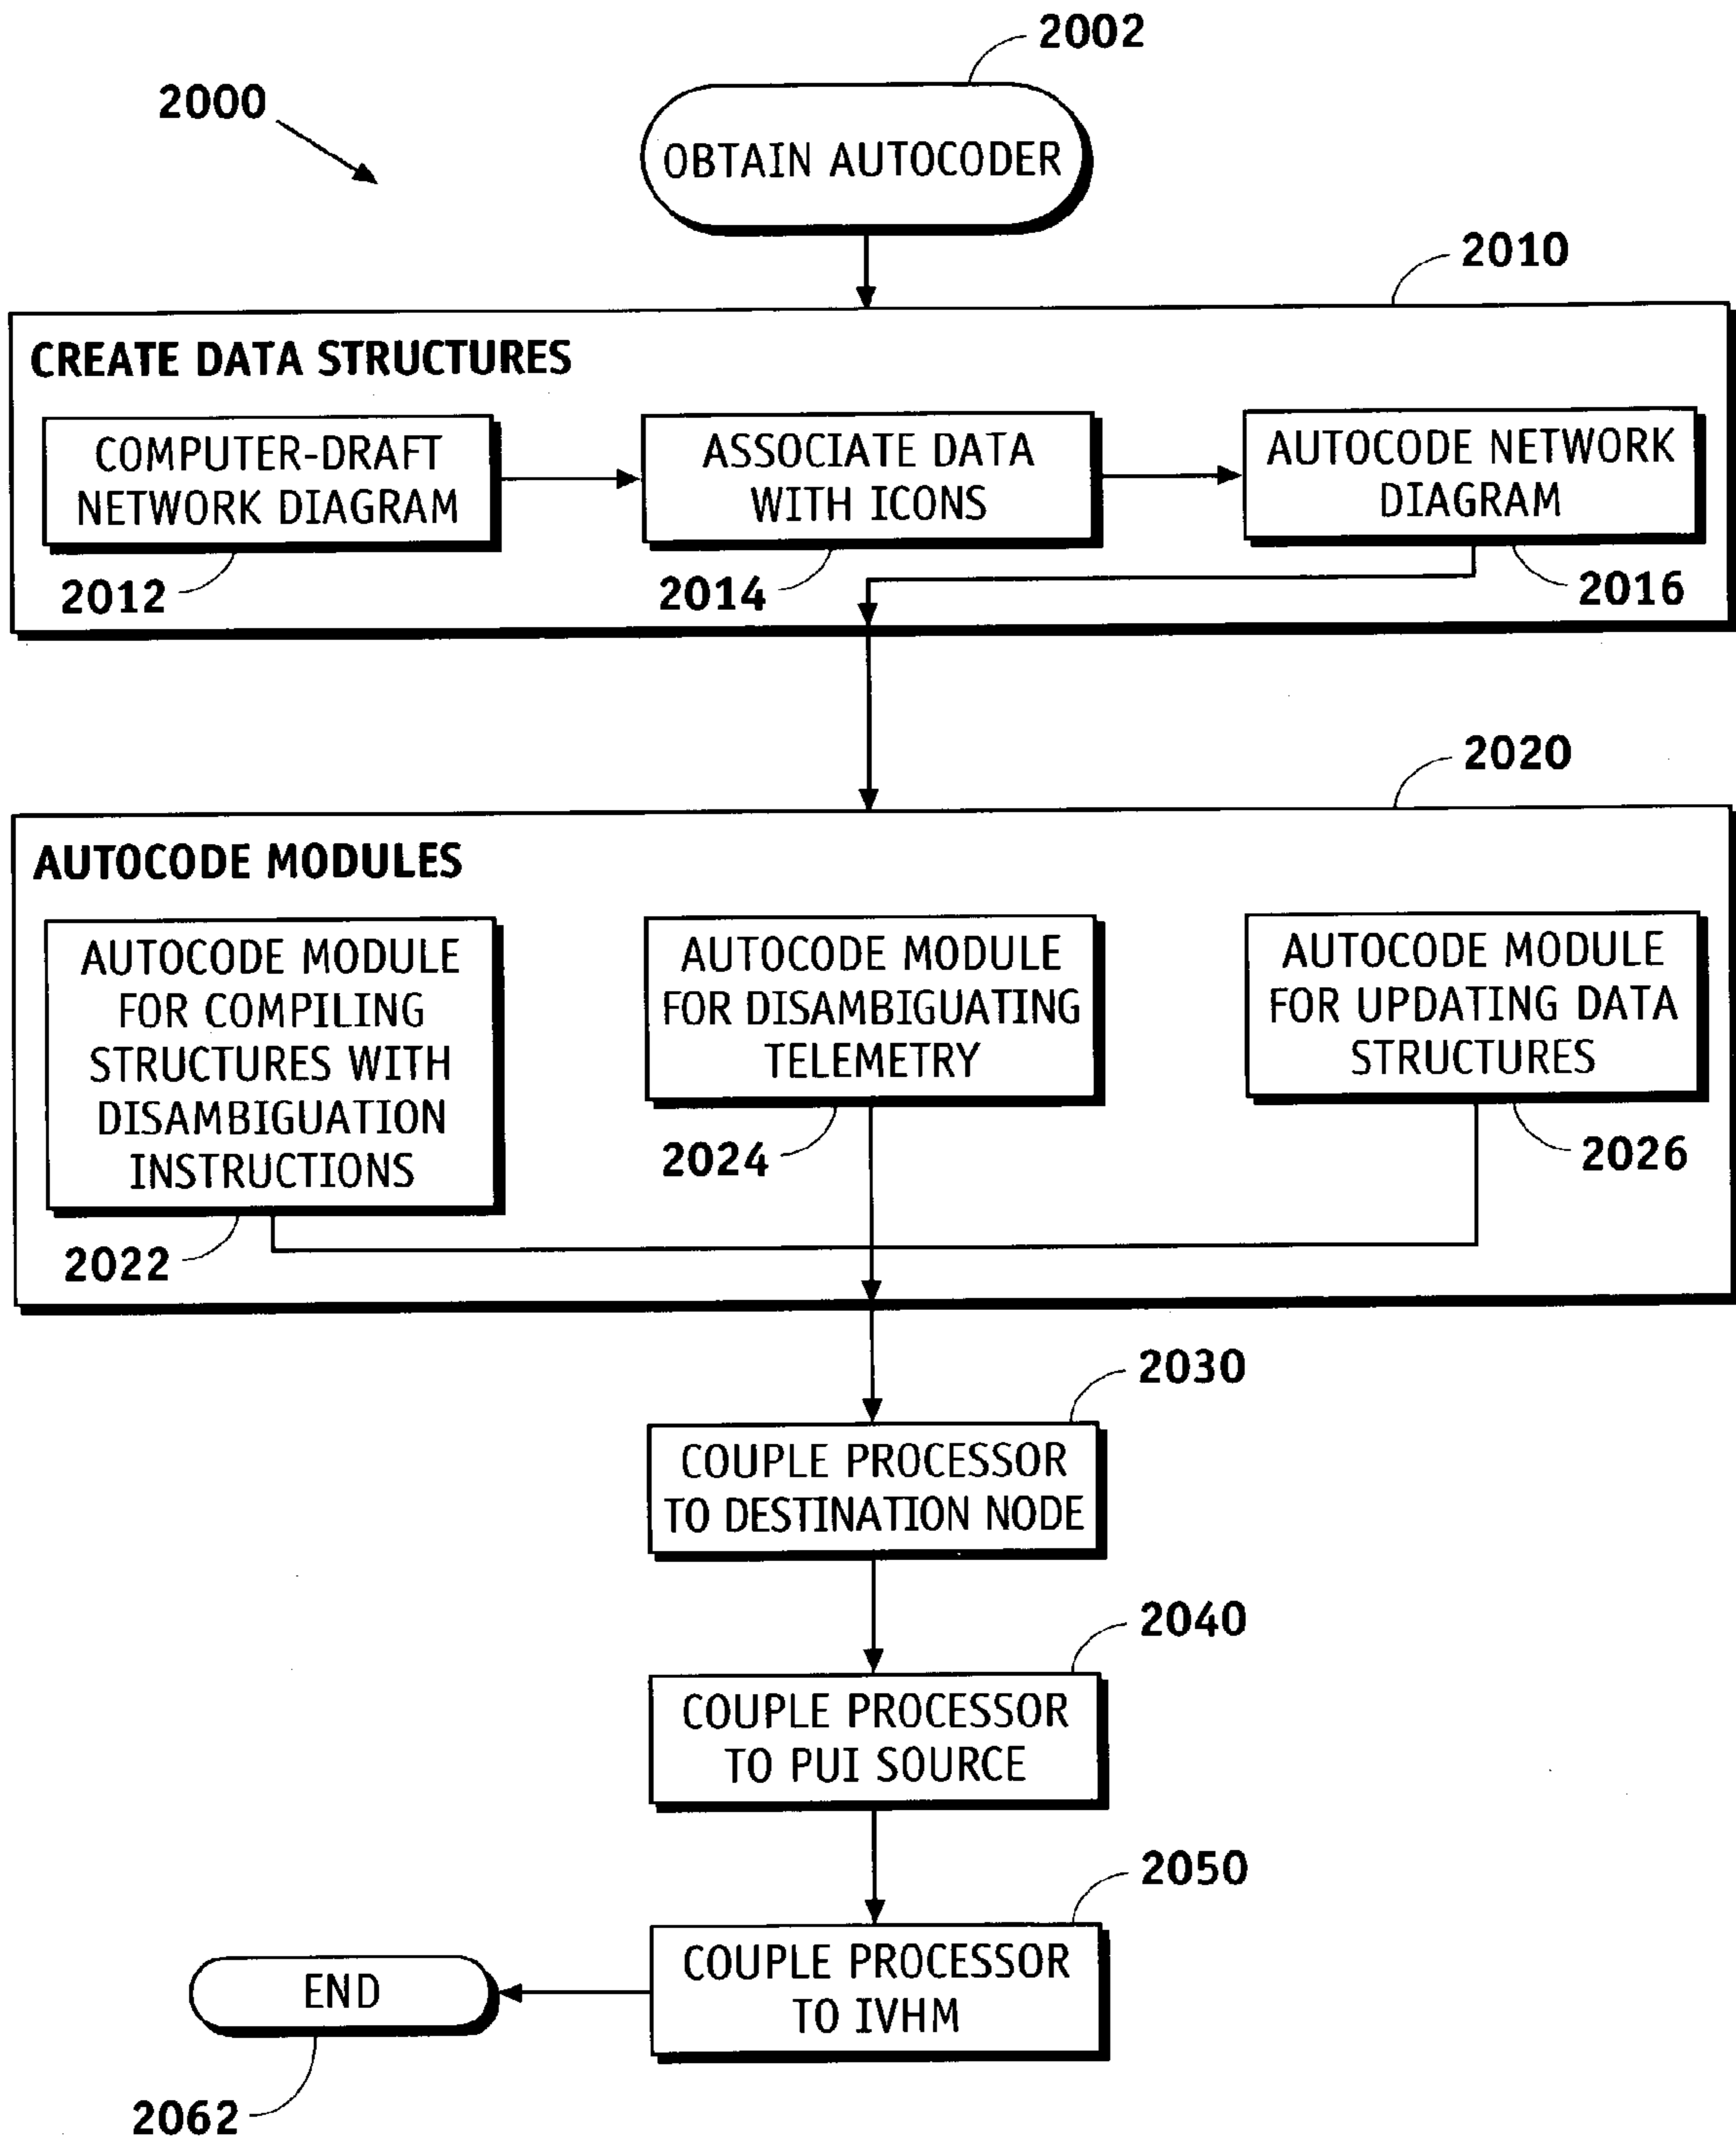 2002
2000
OBTAIN AUTOCODER
2010
CREATE DATA STRUCTURES
COMPUTER-DRAFT
NETWORK DIAGRAM
ASSOCIATE DATA
WITH ICONS
AUTOCODE NETWORK
DIAGRAM
2012
2014
2016
2020
AUTOCODE MODULES
AUTOCODE MODULE
FOR COMPILING
STRUCTURES WITH
DISAMBIGUATION
INSTRUCTIONS
AUTOCODE MODULE
FOR DISAMBIGUATING
TELEMETRY
AUTOCODE MODULE
FOR UPDATING DATA
STRUCTURES
2022
2024
2026
2030
COUPLE PROCESSOR
TO DESTINATION NODE
2040
COUPLE PROCESSOR
TO PUI SOURCE
2050
COUPLE PROCESSOR
TO IVHM
END
2062